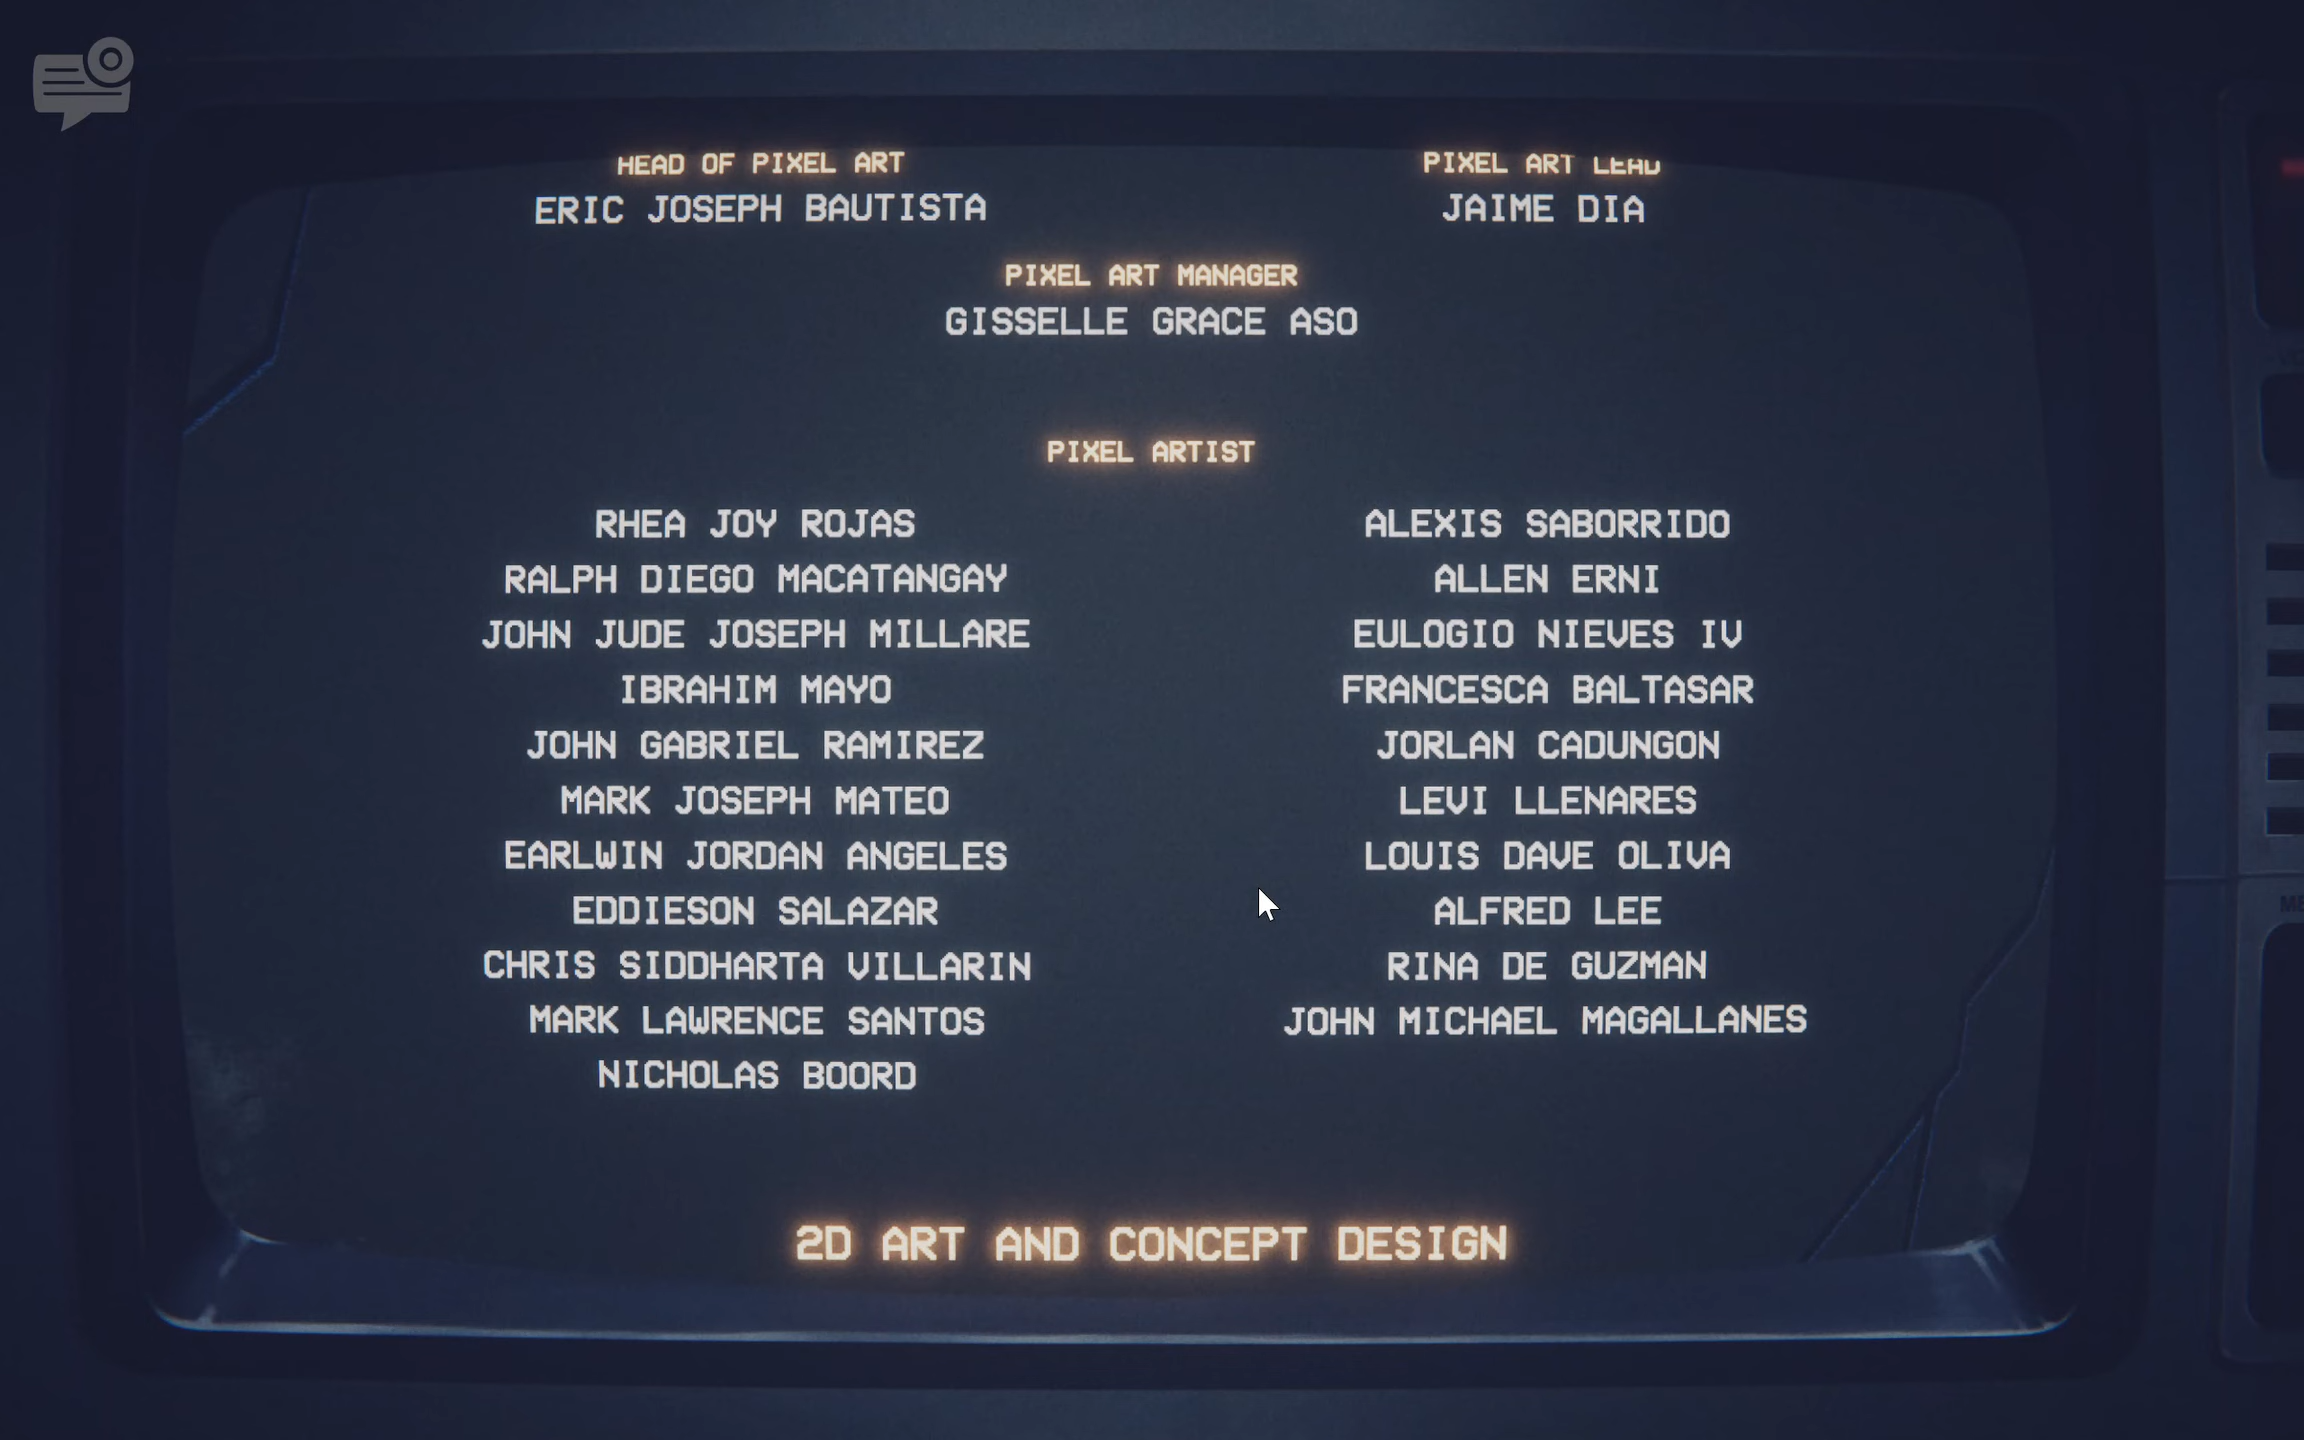 HEAD OF PIXEL ART
ERIC JOSEPH BAUTISTA
PIXEL ART LEAD
JAIME DIA
PIXEL ART MANAGER
GISSELLE GRACE ASO
PIXEL ARTIST
RHEA JOY ROJAS
RALPH DIEGO MACATANGAY
JOHN JUDE JOSEPH MILLARE
IBRAHIM MAYO
JOHN GABRIEL RAMIREZ
MARK JOSEPH MATEO
EARLWIN JORDAN ANGELES
EDDIESON SALAZAR
CHRIS SIDDHARTA VILLARIN
MARK LAWRENCE SANTOS
NICHOLAS BOORD
ALEXIS SABORRIDO
ALLEN ERNI
EULOGIO NIEVES IV
FRANCESCA BALTASAR
JORLAN CADUNGON
LEVI LLENARES
LOUIS DAVE OLIVA
ALFRED LEE
RINA DE GUZMAN
JOHN MICHAEL MAGALLANES
2D ART AND CONCEPT DESIGN